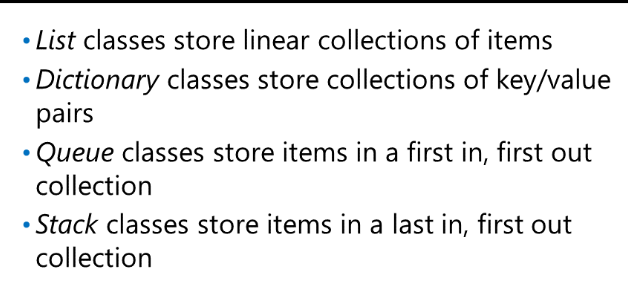 • List classes store linear collections of items
• Dictionary classes store collections of key/value
pairs
• Queue classes store items in a first in, first out
collection
• Stack classes store items in a last in, first out
collection